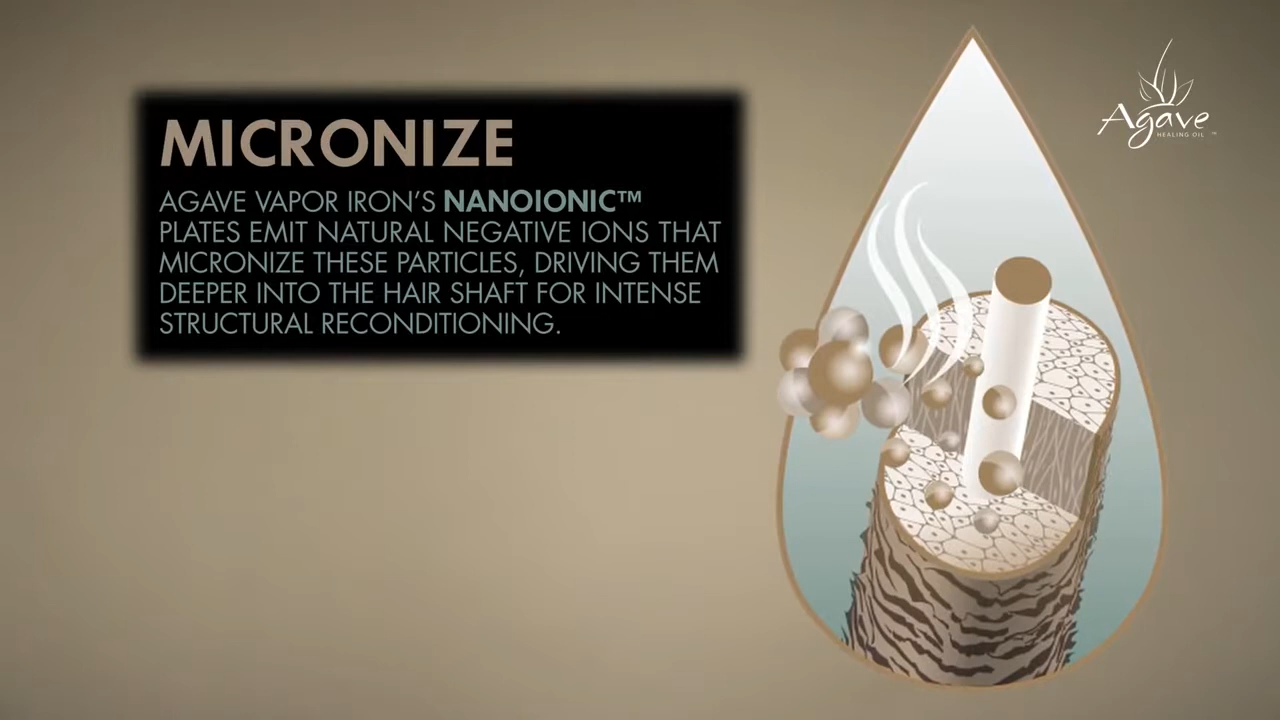 MICRONIZE
AGAVE VAPOR IRON'S NANOIONIC™
PLATES EMIT NATURAL NEGATIVE IONS THAT
MICRONIZE THESE PARTICLES, DRIVING THEM
DEEPER INTO THE HAIR SHAFT FOR INTENSE
STRUCTURAL RECONDITIONING.
Agave
HEALING OIL ™